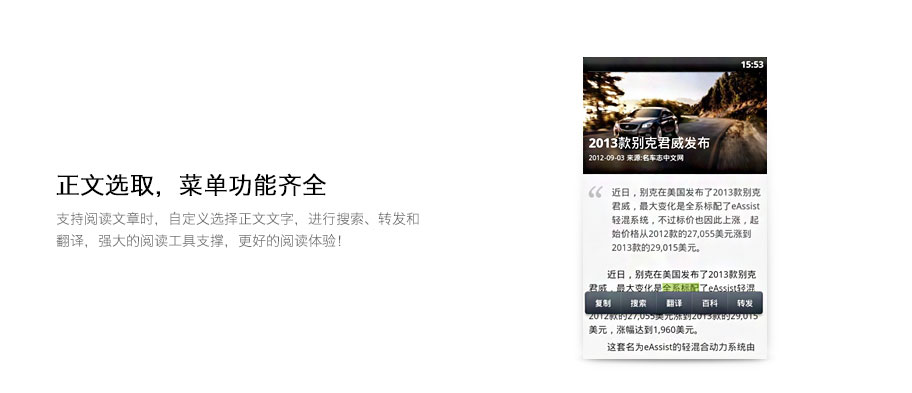 正文选取，菜单功能齐全
支持阅读文章时，自定义选择正文文字，进行搜索、转发和
翻译，强大的阅读工具支撑，更好的阅读体验！
15:53
2013款别克君威发布
2012-09-03 来源:名车志中文网
近日，别克在美国发布了2013款别克
君威，最大变化是全系标配了eAssist
轻混系统，不过标价也因此上涨，起
始价格从2012款的27,055美元涨到
2013款的29,015美元。
近日，别克在美国发布了2013款别克
君威，最大变化是全系标配了eAssist轻混
复制 搜索 翻译 百科 转发
2012款的27,055美元涨到2013款的29,015
美元，涨幅达到1,960美元。
这套名为eAssist的轻混合动力系统由